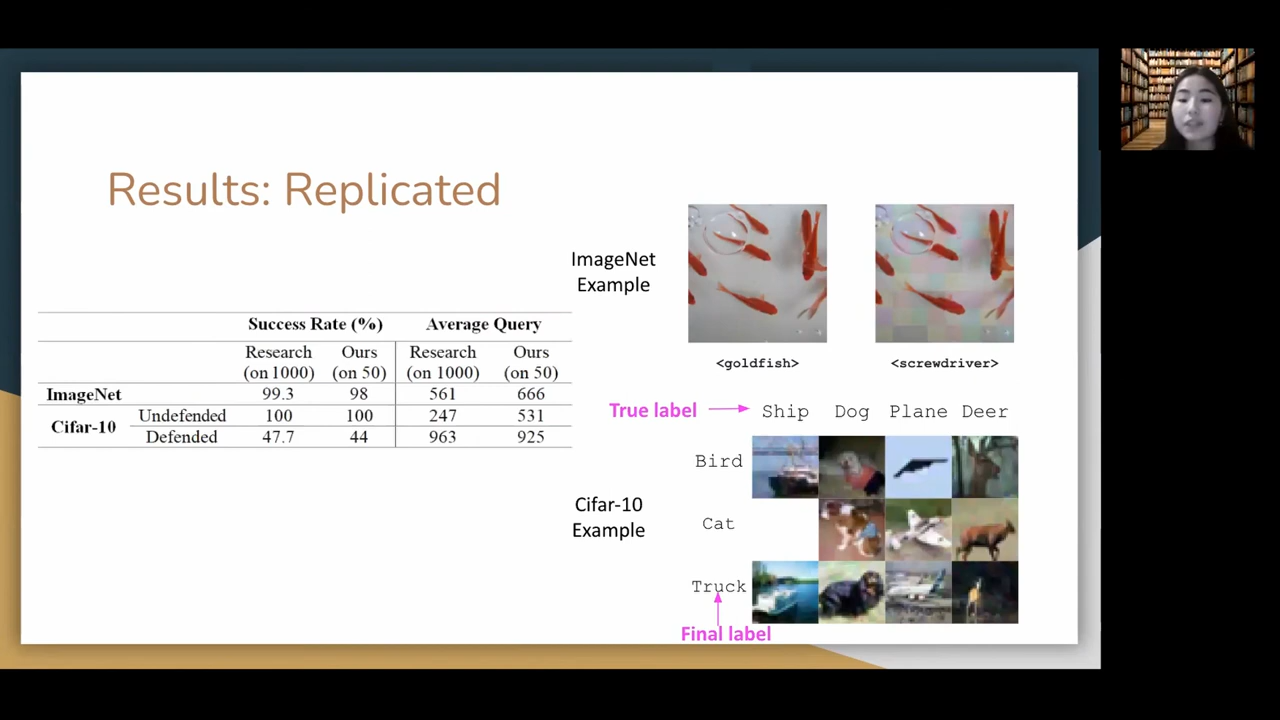 Results: Replicated
Success Rate (%) Average Query
Research Ours Research Ours
(on 1000) (on 50) (on 1000) (on 50)
ImageNet 99.3 98 561 666
Cifar-10 Undefended 100 100 247 531
Defended 47.7 44 963 925
ImageNet
Example
<goldfish> <screwdriver>
True label Ship Dog Plane Deer
Bird
Cifar-10
Example
Cat
Truck
Final label